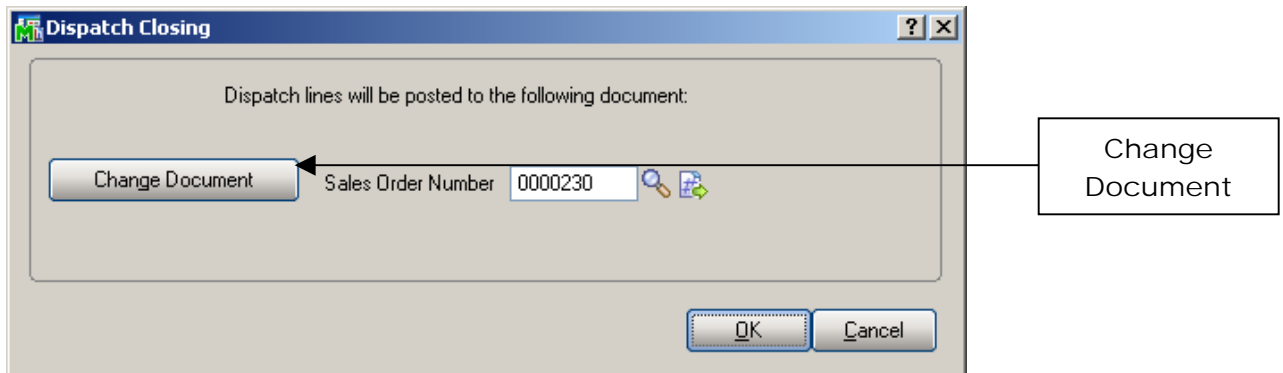 Dispatch Closing
Dispatch lines will be posted to the following document:
Change Document
Sales Order Number 0000230
OK Cancel
Change
Document